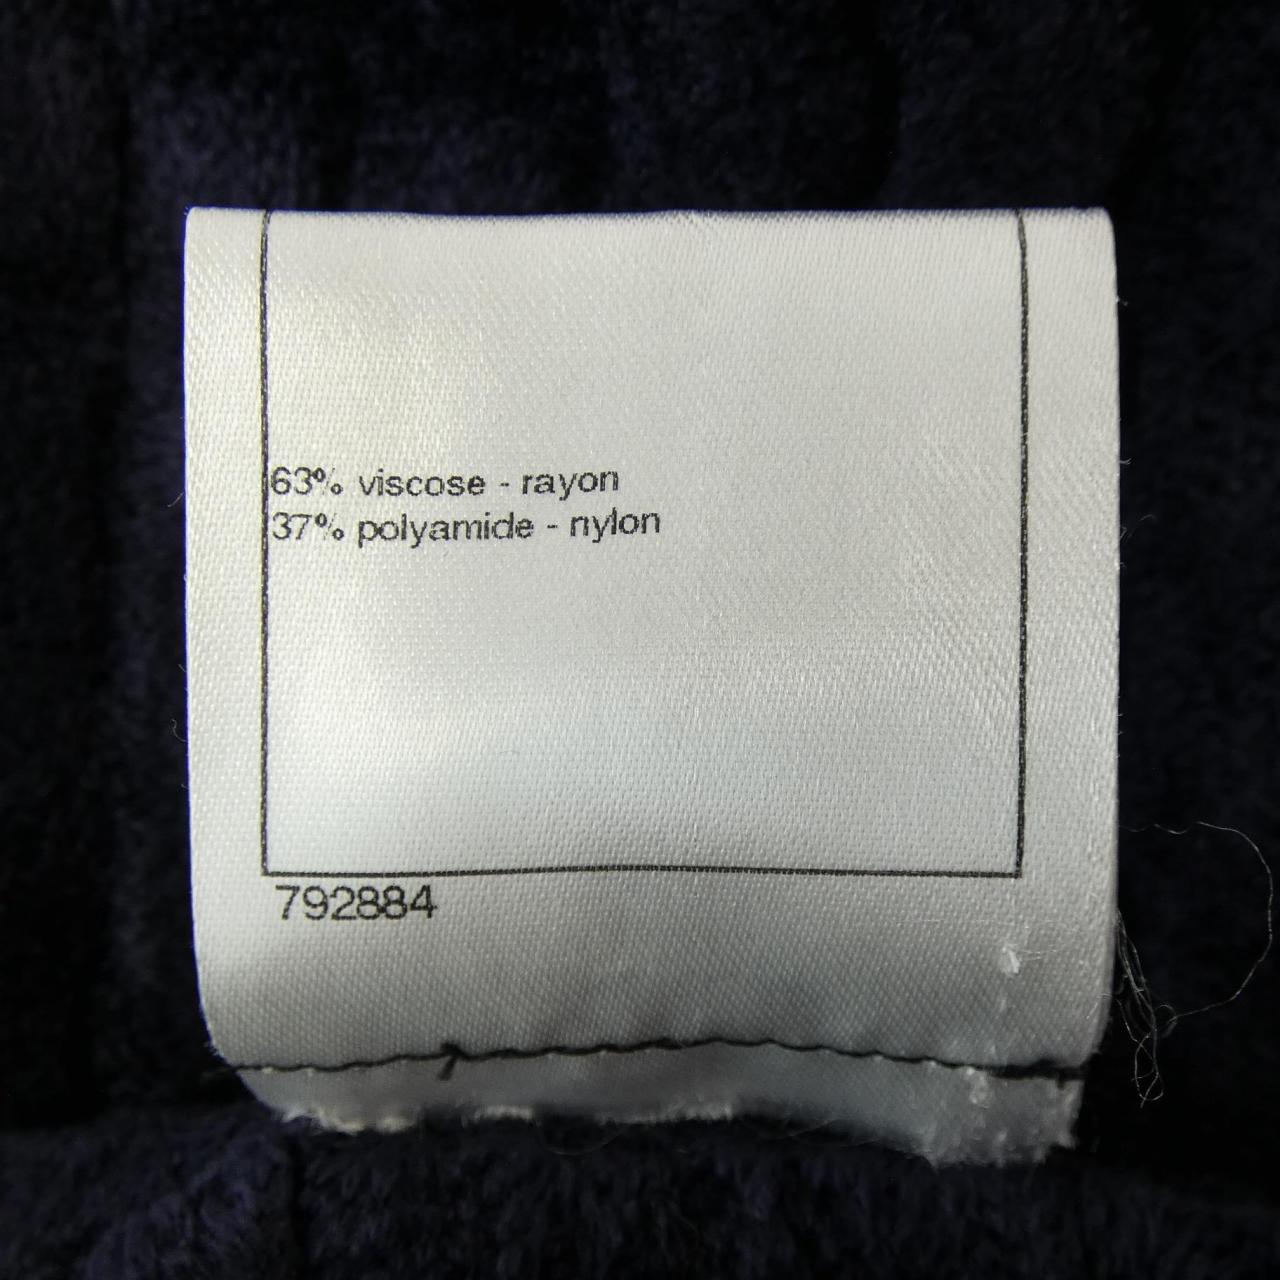 63% viscose - rayon
37% polyamide - nylon
792884